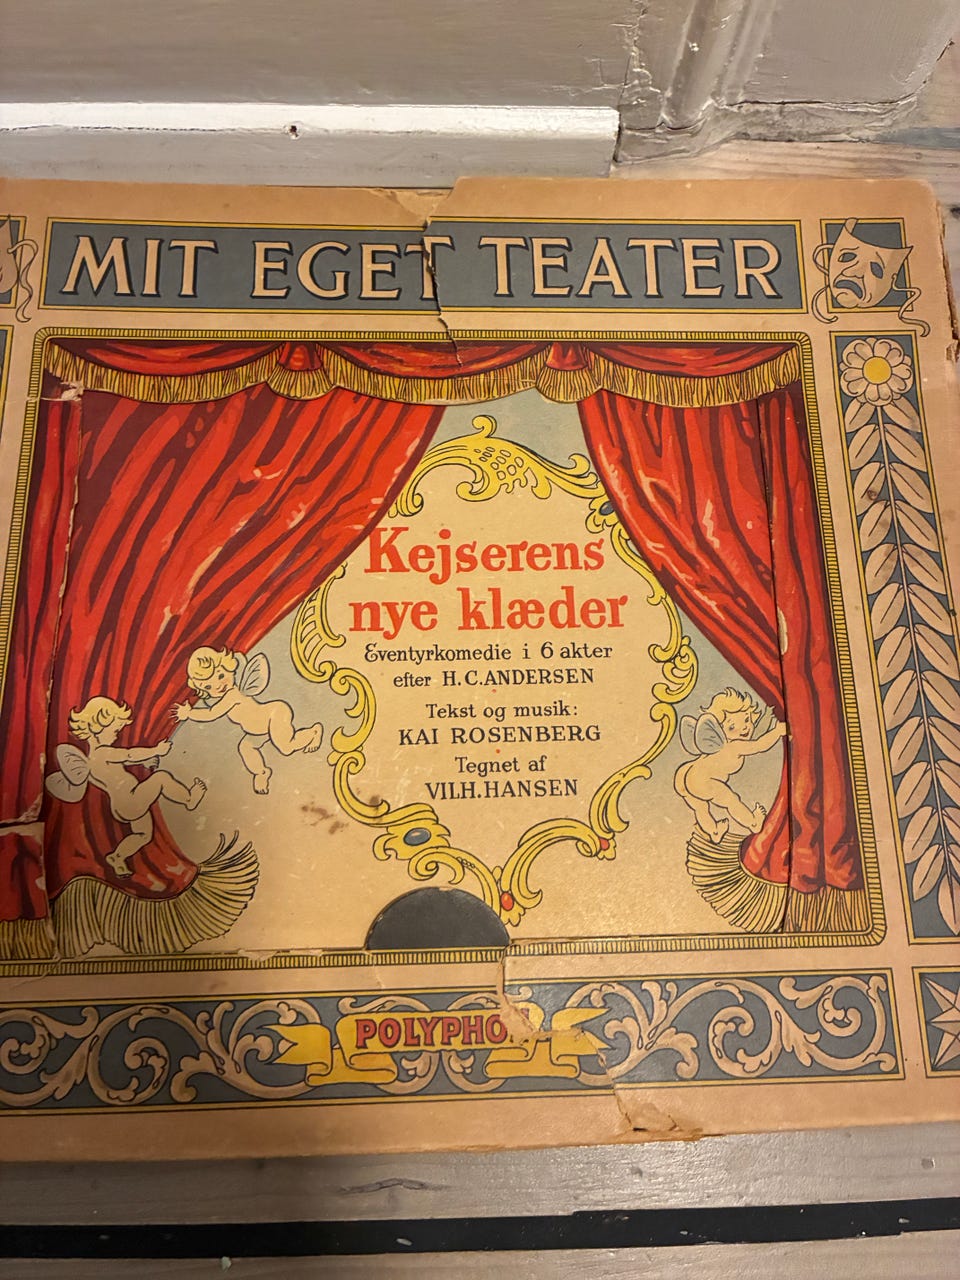 MIT EGET TEATER
Kejserens
nye klæder
Eventyrkomedie i 6 akter
efter H.C.ANDERSEN
Tekst og musik:
KAI ROSENBERG
Tegnet af
VILH.HANSEN
POLYPHON